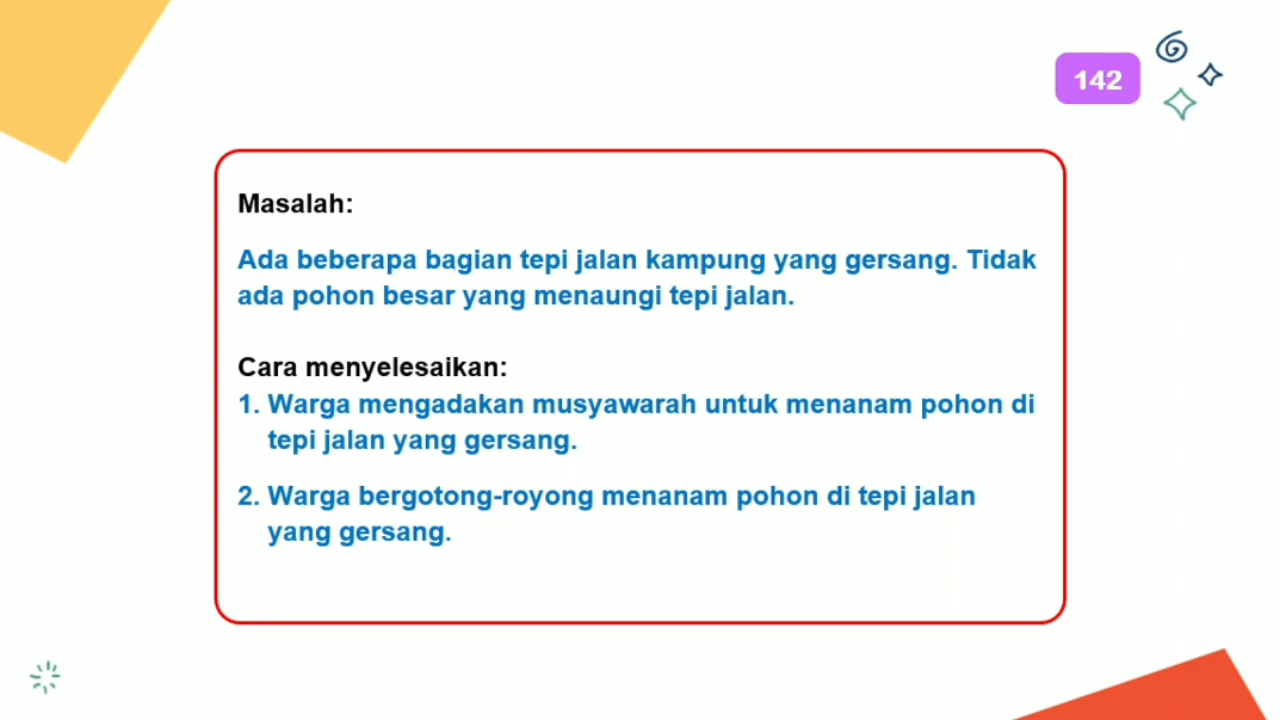 142
Masalah:
Ada beberapa bagian tepi jalan kampung yang gersang. Tidak
ada pohon besar yang menaungi tepi jalan.
Cara menyelesaikan:
1. Warga mengadakan musyawarah untuk menanam pohon di
tepi jalan yang gersang.
2. Warga bergotong-royong menanam pohon di tepi jalan
yang gersang.